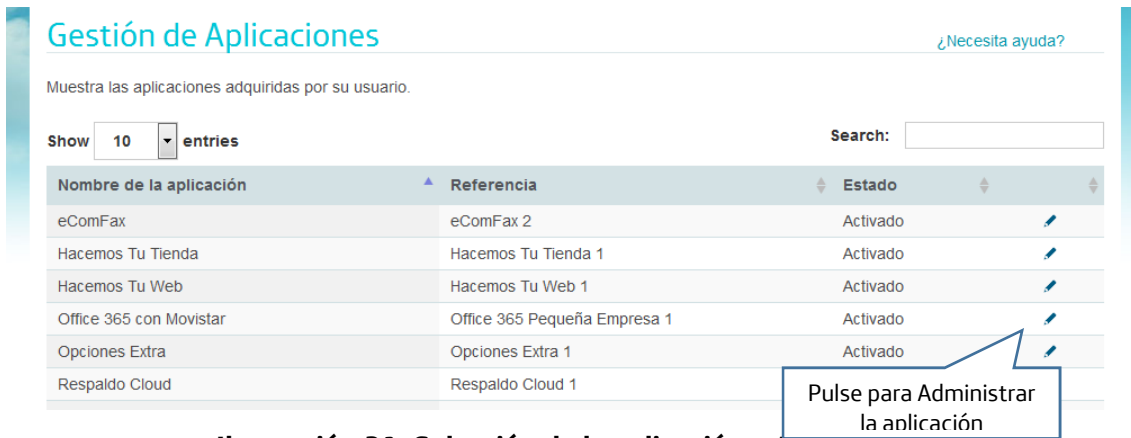 Gestión de Aplicaciones
¿Necesita ayuda?
Muestra las aplicaciones adquiridas por su usuario.
Show 10 entries
Search:
Nombre de la aplicación Referencia Estado
eComFax eComFax 2 Activado
Hacemos Tu Tienda Hacemos Tu Tienda 1 Activado
Hacemos Tu Web Hacemos Tu Web 1 Activado
Office 365 con Movistar Office 365 Pequeña Empresa 1 Activado
Opciones Extra Opciones Extra 1 Activado
Respaldo Cloud Respaldo Cloud 1
Pulse para Administrar
la aplicación